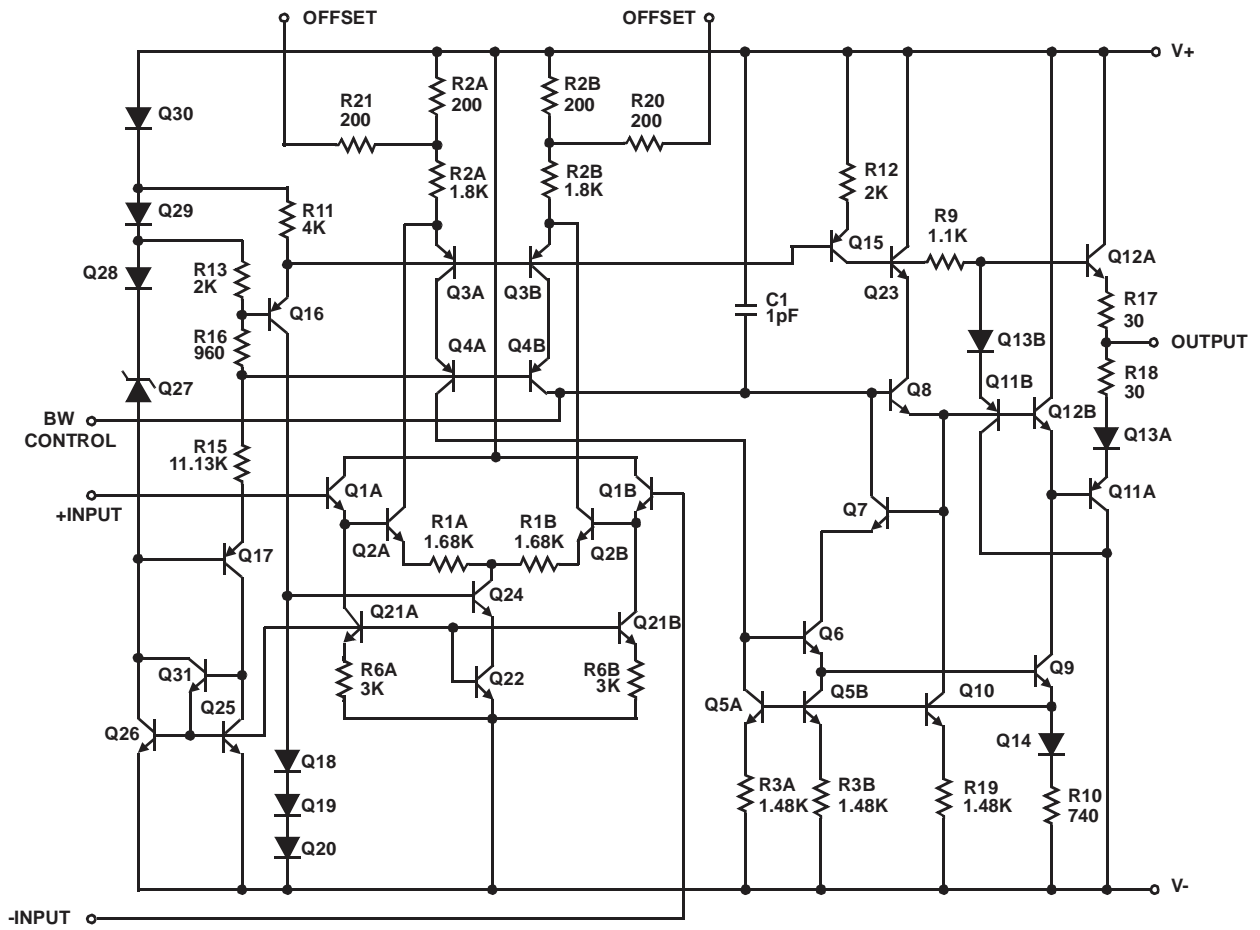 OFFSET
OFFSET
V+
R21
200
R2A
200
R2B
200
R20
200
Q30
Q29
R11
4K
R2A
1.8K
R2B
1.8K
R12
2K
R9
1.1K
Q28
R13
2K
Q16
Q3A
Q3B
Q15
Q23
Q12A
R17
30
R16
960
C1
1pF
Q13B
OUTPUT
Q4A
Q4B
Q27
R18
30
Q8
Q11B
Q12B
Q13A
BW
CONTROL
R15
11.13K
Q1A
Q1B
Q11A
+INPUT
Q7
R1A
1.68K
R1B
1.68K
Q2A
Q2B
Q17
Q24
Q21A
Q21B
Q6
Q31
R6A
3K
Q22
R6B
3K
Q9
Q5A
Q5B
Q10
Q26
Q25
Q14
Q18
R3A
1.48K
R3B
1.48K
R19
1.48K
R10
740
Q19
Q20
V-
-INPUT